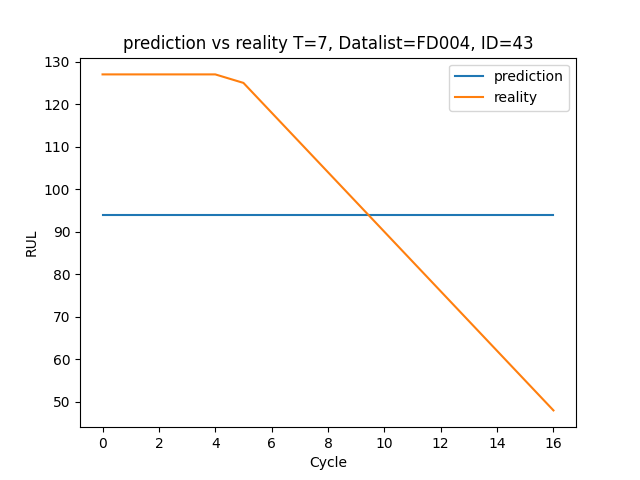 prediction vs reality T=7, Datalist=FD004, ID=43
prediction
reality
130
120
110
100
90
80
70
60
50
RUL
0 2 4 6 8 10 12 14 16
Cycle